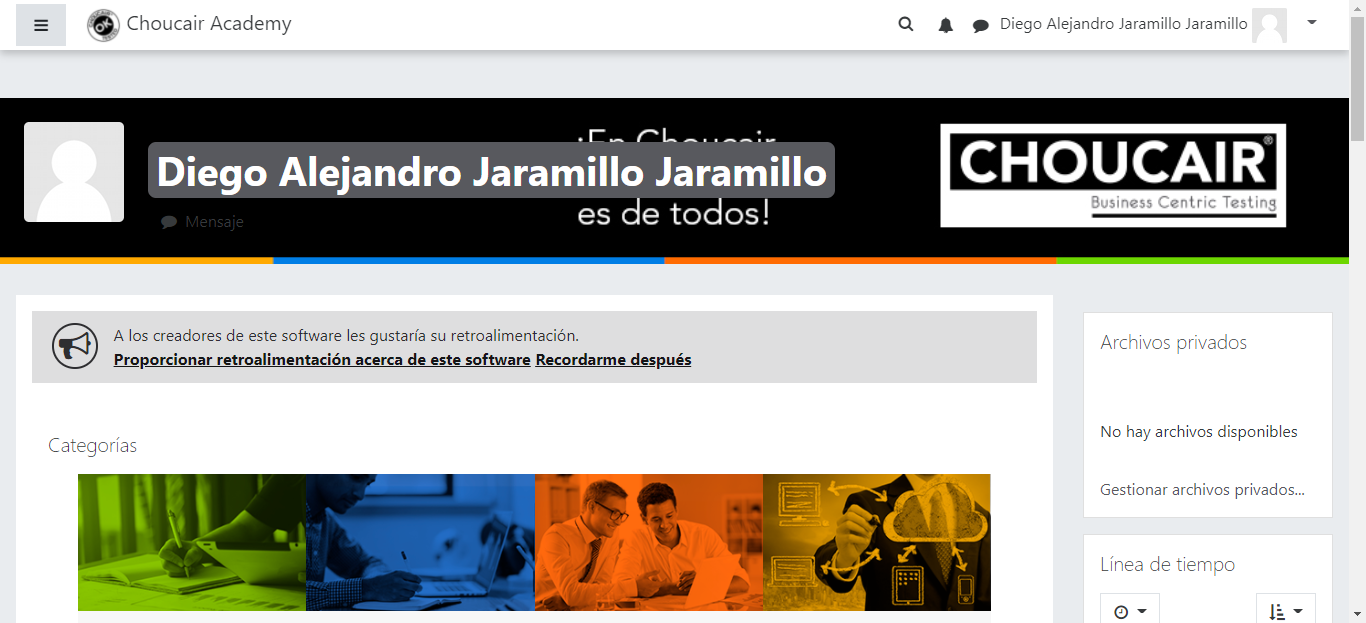 Choucair Academy
Diego Alejandro Jaramillo Jaramillo
¡En Choucair
Diego Alejandro Jaramillo Jaramillo
Mensaje
es de todos!
CHOUCAIR®
Business Centric Testing
A los creadores de este software les gustaría su retroalimentación.
Proporcionar retroalimentación acerca de este software Recordarme después
Categorías
Archivos privados
No hay archivos disponibles
Gestionar archivos privados...
Línea de tiempo